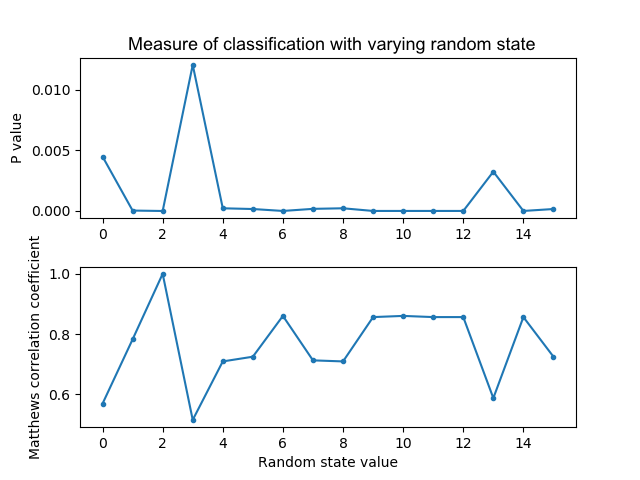 Measure of classification with varying random state
P value
0.010
0.005
0.000
0 2 4 6 8 10 12 14
Matthews correlation coefficient
1.0
0.8
0.6
0 2 4 6 8 10 12 14
Random state value